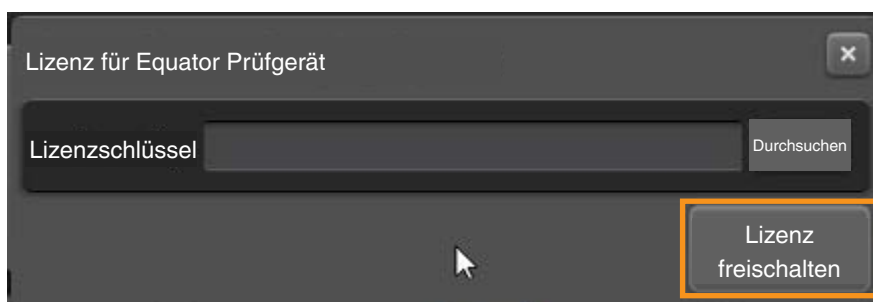 Lizenz für Equator Prüfgerät
Lizenzschlüssel
Durchsuchen
Lizenz
freischalten